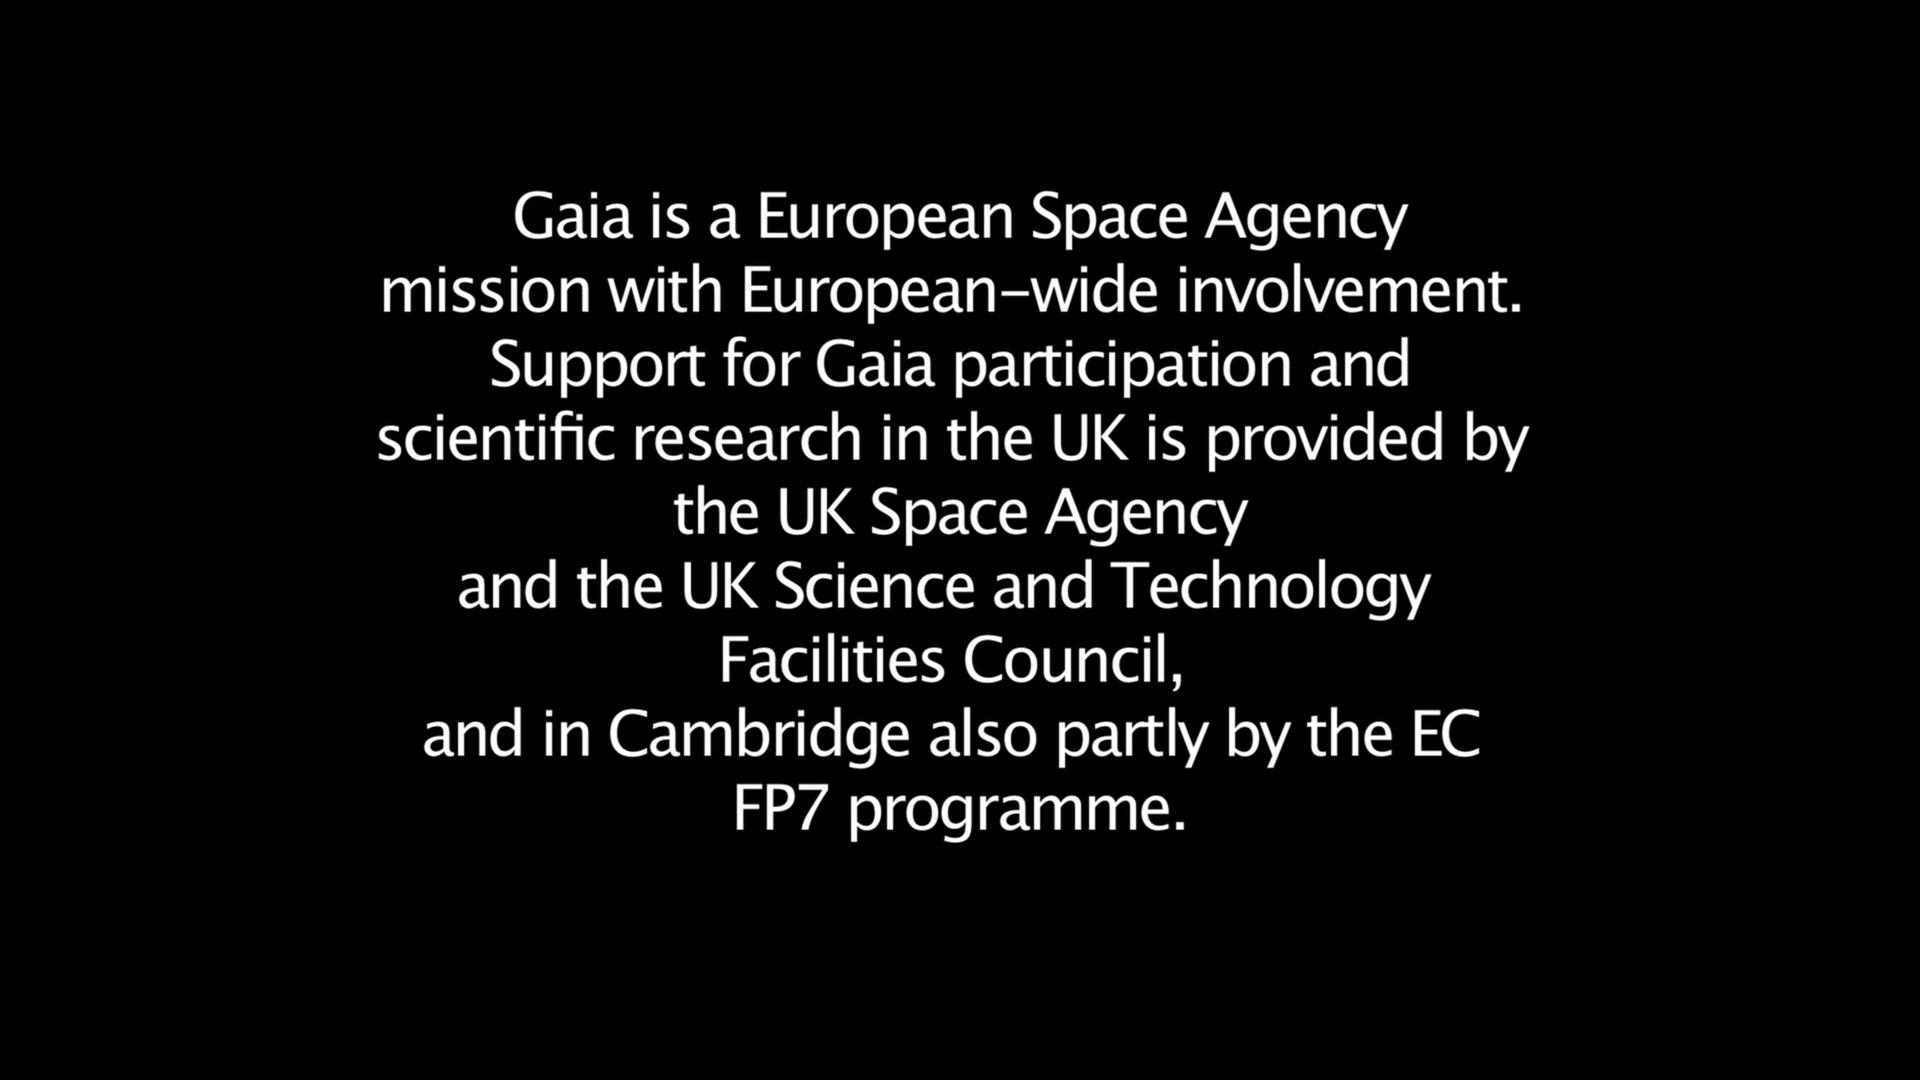 Gaia is a European Space Agency
mission with European–wide involvement.
Support for Gaia participation and
scientific research in the UK is provided by
the UK Space Agency
and the UK Science and Technology
Facilities Council,
and in Cambridge also partly by the EC
FP7 programme.